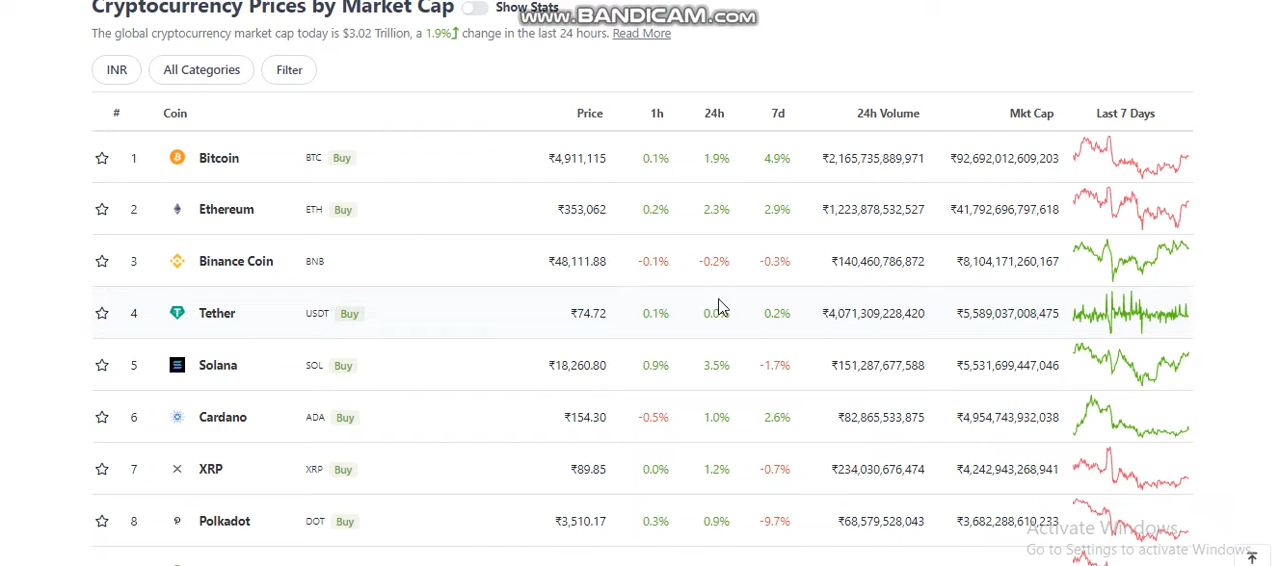 Cryptocurrency Prices by Market Cap Show Stats
www.BANDICAM.com
The global cryptocurrency market cap today is $3.02 Trillion, a 1.9% change in the last 24 hours. Read More
INR All Categories Filter
# Coin Price 1h 24h 7d 24h Volume Mkt Cap Last 7 Days
1 Bitcoin BTC Buy ₹4,911,115 0.1% 1.9% 4.9% ₹2,165,735,889,971 ₹92,692,012,609,203
2 Ethereum ETH Buy ₹353,062 0.2% 2.3% 2.9% ₹1,223,878,532,527 ₹41,792,696,797,618
3 Binance Coin BNB ₹48,111.88 -0.1% -0.2% -0.3% ₹140,460,786,872 ₹8,104,171,260,167
4 Tether USDT Buy ₹74.72 0.1% 0.2% ₹4,071,309,228,420 ₹5,589,037,008,475
5 Solana SOL Buy ₹18,260.80 0.9% 3.5% -1.7% ₹151,287,677,588 ₹5,531,699,447,046
6 Cardano ADA Buy ₹154.30 -0.5% 1.0% 2.6% ₹82,865,533,875 ₹4,954,743,932,038
7 XRP XRP Buy ₹89.85 0.0% 1.2% -0.7% ₹234,030,676,474 ₹4,242,943,268,941
8 Polkadot DOT Buy ₹3,510.17 0.3% 0.9% -9.7% ₹68,579,528,043 ₹3,682,288,610,233
Activate Windows
Go to Settings to activate Windows.